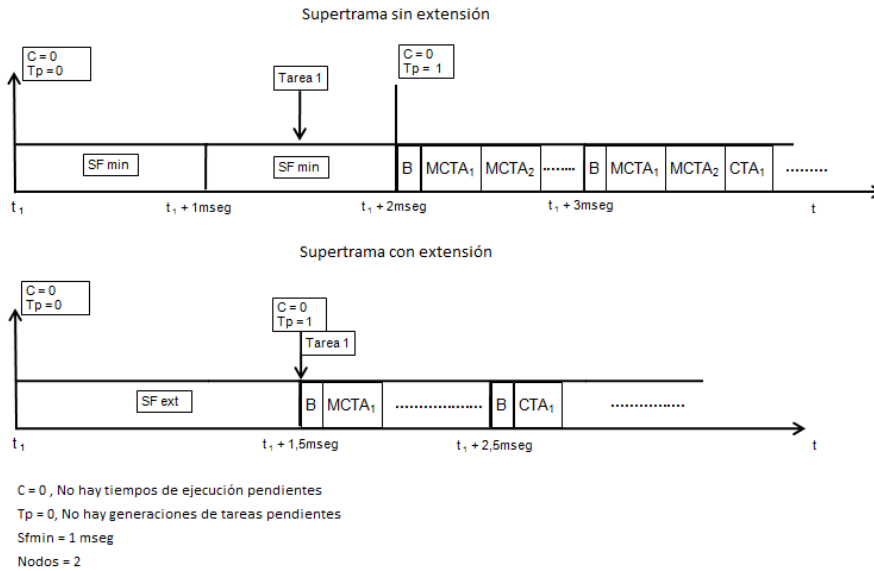 Supertrama sin extensión
C = 0
Tp = 0
Tarea 1
C = 0
Tp = 1
SF min
SF min
B
MCTA₁
MCTA₂
........
B
MCTA₁
MCTA₂
CTA₁
.........
t₁
t₁ + 1mseg
t₁ + 2mseg
t₁ + 3mseg
t
Supertrama con extensión
C = 0
Tp = 0
C = 0
Tp = 1
Tarea 1
SF ext
B
MCTA₁
...................
B
CTA₁
................
t₁
t₁ + 1,5mseg
t₁ + 2,5mseg
t
C = 0 , No hay tiempos de ejecución pendientes
Tp = 0, No hay generaciones de tareas pendientes
Sfmin = 1 mseg
Nodos = 2